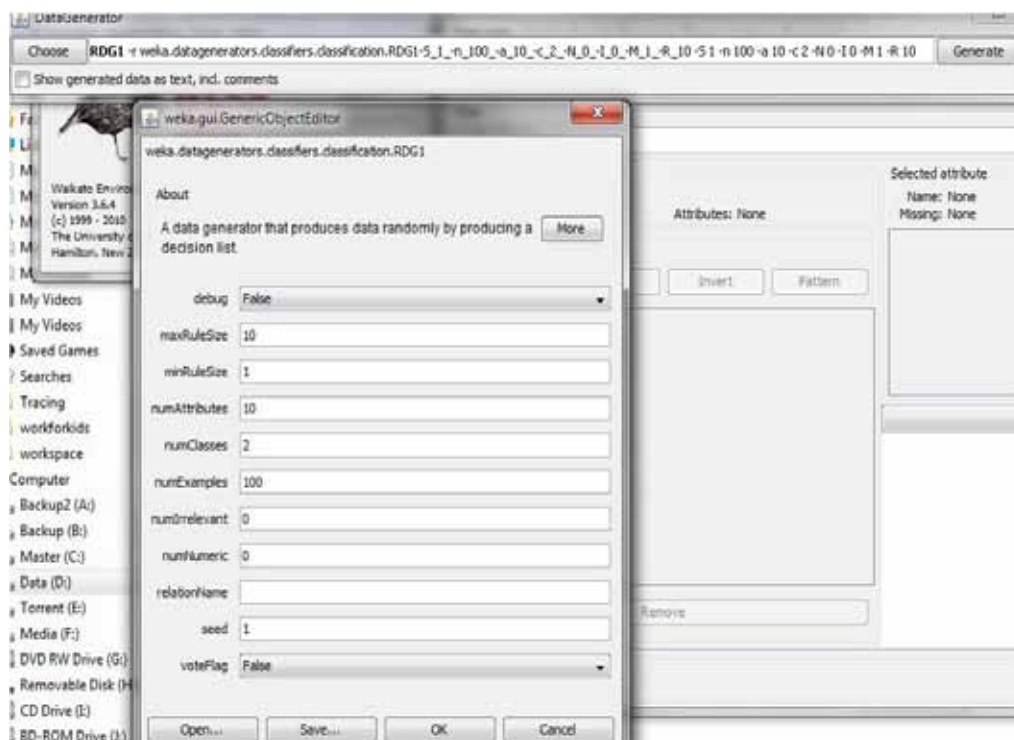 DataGenerator
Choose
RDG1 -r weka.datagenerators.classifiers.classification.RDG1-S_1_-n_100_-a_10_-c_2_-N_0_-I_0_-M_1_-R_10 -S 1 -n 100 -a 10 -c 2 -N 0 -I 0 -M 1 -R 10
Generate
Show generated data as text, incl. comments
weka.gui.GenericObjectEditor
weka.datagenerators.classifiers.classification.RDG1
About
A data generator that produces data randomly by producing a
decision list.
More
debug False
maxRuleSize 10
minRuleSize 1
numAttributes 10
numClasses 2
numExamples 100
numIrrelevant 0
numNumeric 0
relationName
seed 1
voteFlag False
Open...
Save...
OK
Cancel
Waikato Enviro
Version 3.6.4
(c) 1999 - 2010
The University o
Hamilton, New Z
Fa
Li
M
M
M
M
M
My Videos
My Videos
Saved Games
Searches
Tracing
workforkids
workspace
Computer
Backup2 (A:)
Backup (B:)
Master (C:)
Data (D:)
Torrent (E:)
Media (F:)
DVD RW Drive (G:)
Removable Disk (H
CD Drive (I:)
BD-ROM Drive (J:)
Attributes: None
Invert
Pattern
Remove
Selected attribute
Name: None
Missing: None